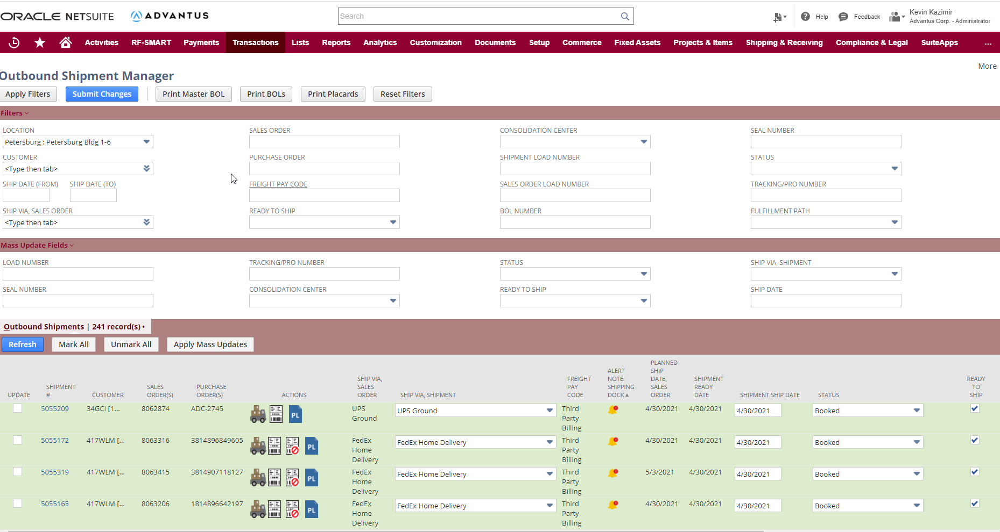 ORACLE NETSUITE
ADVANTUS
Search
Help
Feedback
Kevin Kazimir
Advantus Corp. - Administrator
Activities RF-SMART Payments Transactions Lists Reports Analytics Customization Documents Setup Commerce Fixed Assets Projects & Items Shipping & Receiving Compliance & Legal SuiteApps ...
More
Outbound Shipment Manager
Apply Filters Submit Changes Print Master BOL Print BOLs Print Placards Reset Filters
Filters
LOCATION SALES ORDER CONSOLIDATION CENTER SEAL NUMBER
Petersburg : Petersburg Bldg 1-6
CUSTOMER PURCHASE ORDER SHIPMENT LOAD NUMBER STATUS
<Type then tab>
SHIP DATE (FROM) SHIP DATE (TO) FREIGHT PAY CODE SALES ORDER LOAD NUMBER TRACKING/PRO NUMBER
SHIP VIA, SALES ORDER READY TO SHIP BOL NUMBER FULFILLMENT PATH
<Type then tab>
Mass Update Fields
LOAD NUMBER TRACKING/PRO NUMBER STATUS SHIP VIA, SHIPMENT
SEAL NUMBER CONSOLIDATION CENTER READY TO SHIP SHIP DATE
Outbound Shipments | 241 record(s) •
Refresh Mark All Unmark All Apply Mass Updates
UPDATE
SHIPMENT
#
CUSTOMER
SALES
ORDER(S)
PURCHASE
ORDER(S)
ACTIONS
SHIP VIA,
SALES
ORDER
SHIP VIA, SHIPMENT
FREIGHT
PAY
CODE
ALERT
NOTE:
SHIPPING
DOCK
PLANNED
SHIP
DATE,
SALES
ORDER
SHIPMENT
READY
DATE
SHIPMENT SHIP DATE
STATUS
READY
TO
SHIP
5055209 34GCI [1... 8062874 ADC-2745 PL
UPS
Ground
UPS Ground
Third
Party
Billing
4/30/2021 4/30/2021 4/30/2021 Booked
5055172 417WLM [... 8063316 3814896849605 PL
FedEx
Home
Delivery
FedEx Home Delivery
Third
Party
Billing
4/30/2021 4/30/2021 4/30/2021 Booked
5055319 417WLM [... 8063415 3814907118127 PL
FedEx
Home
Delivery
FedEx Home Delivery
Third
Party
Billing
5/3/2021 4/30/2021 4/30/2021 Booked
5055165 417WLM [... 8063206 1814896642197 PL
FedEx
Home
Delivery
FedEx Home Delivery
Third
Party
Billing
4/30/2021 4/30/2021 4/30/2021 Booked